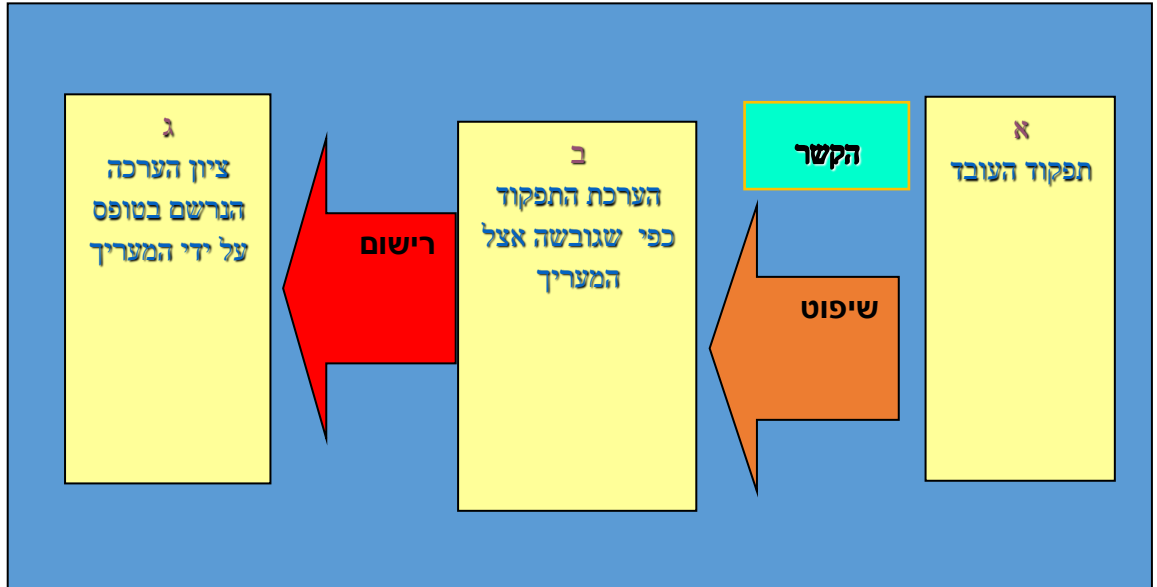 א
תפקוד העובד
הקשר
שיפוט
ב
הערכת התפקוד
כפי שגובשה אצל
המעריך
רישום
ג
ציון הערכה
הנרשם בטופס
על ידי המעריך